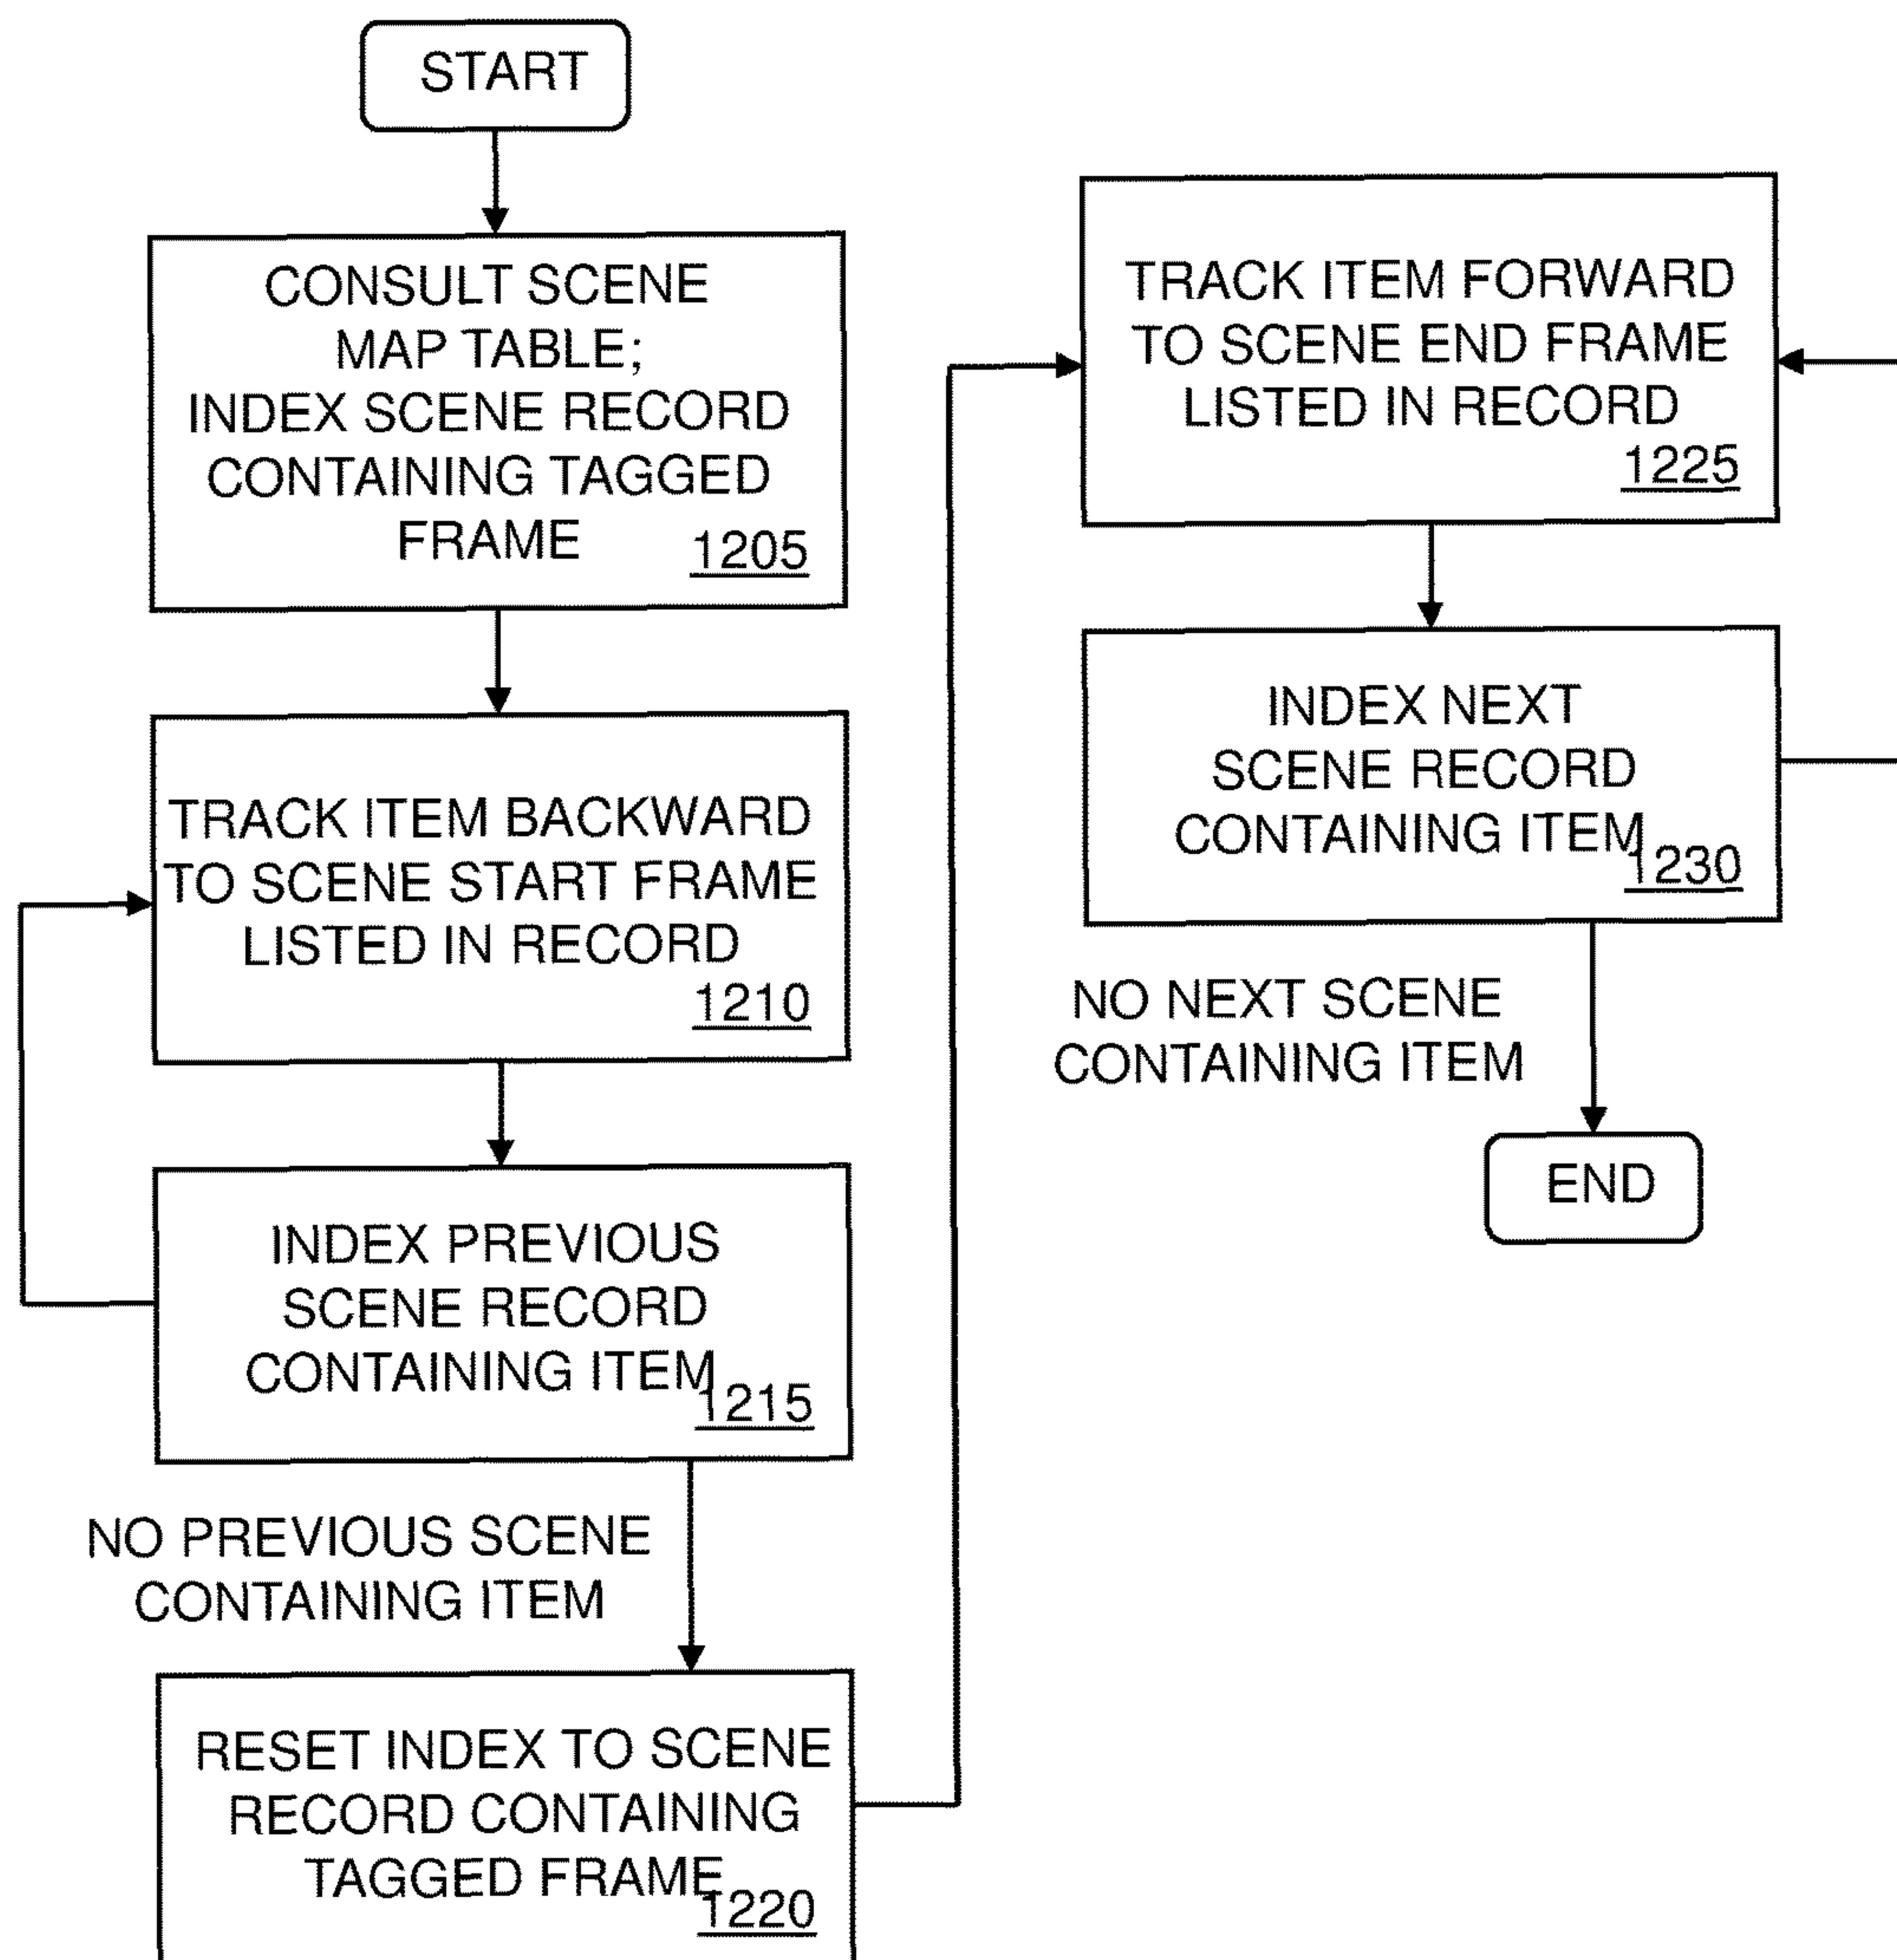 START
CONSULT SCENE
MAP TABLE;
INDEX SCENE RECORD
CONTAINING TAGGED
FRAME
1205
TRACK ITEM BACKWARD
TO SCENE START FRAME
LISTED IN RECORD
1210
INDEX PREVIOUS
SCENE RECORD
CONTAINING ITEM
1215
NO PREVIOUS SCENE
CONTAINING ITEM
RESET INDEX TO SCENE
RECORD CONTAINING
TAGGED FRAME
1220
TRACK ITEM FORWARD
TO SCENE END FRAME
LISTED IN RECORD
1225
INDEX NEXT
SCENE RECORD
CONTAINING ITEM
1230
NO NEXT SCENE
CONTAINING ITEM
END